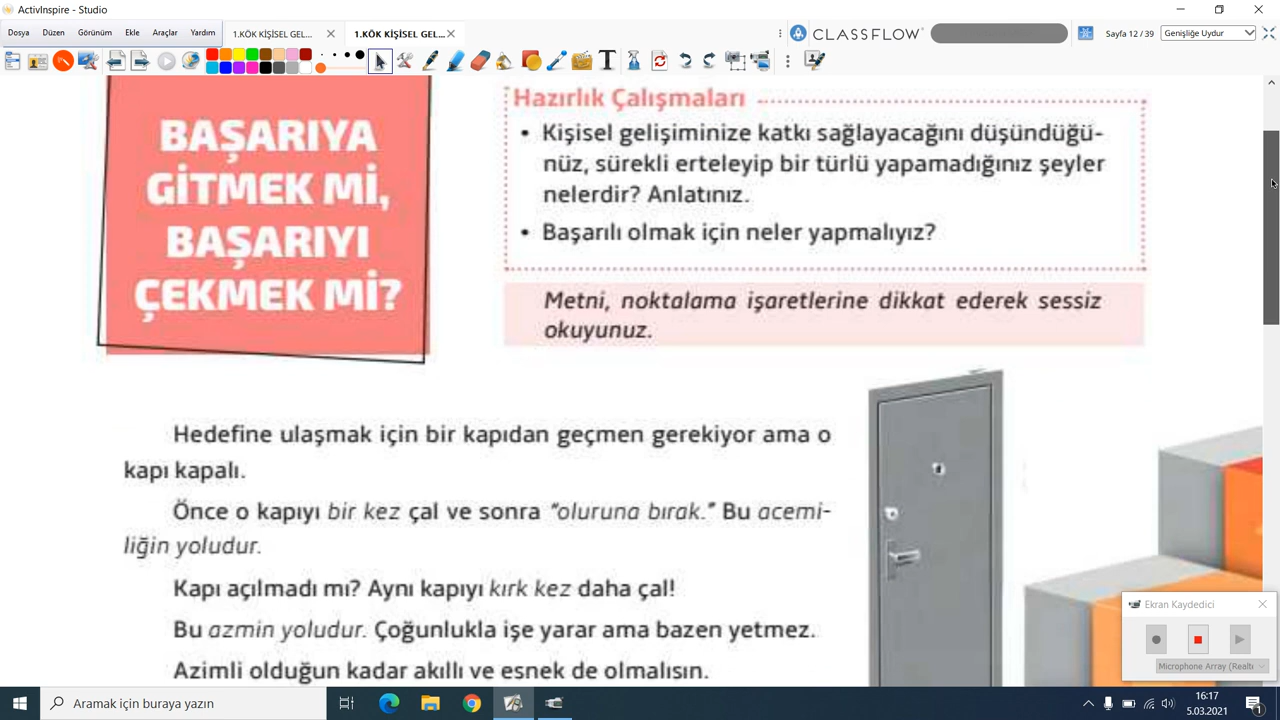 ActivInspire - Studio
Dosya Düzen Görünüm Ekle Araçlar Yardım
1.KÖK KİŞİSEL GEL...
1.KÖK KİŞİSEL GEL...
CLASSFLOW
Sayfa 12 / 39
Genişliğe Uydur
BAŞARIYA
GİTMEK Mİ,
BAŞARIYI
ÇEKMEK Mİ?
Hazırlık Çalışmaları
• Kişisel gelişiminize katkı sağlayacağını düşündüğü-
nüz, sürekli erteleyip bir türlü yapamadığınız şeyler
nelerdir? Anlatınız.
• Başarılı olmak için neler yapmalıyız?
Metni, noktalama işaretlerine dikkat ederek sessiz
okuyunuz.
Hedefine ulaşmak için bir kapıdan geçmen gerekiyor ama o
kapı kapalı.
Önce o kapıyı bir kez çal ve sonra “oluruna bırak.” Bu acemi-
liğin yoludur.
Kapı açılmadı mı? Aynı kapıyı kırk kez daha çal!
Bu azmin yoludur. Çoğunlukla işe yarar ama bazen yetmez.
Azimli olduğun kadar akıllı ve esnek de olmalısın.
Ekran Kaydedici
Microphone Array (Realte
Aramak için buraya yazın
16:17
5.03.2021
1